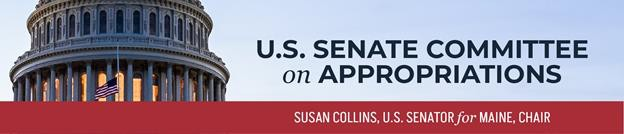 U.S. SENATE COMMITTEE
on APPROPRIATIONS
SUSAN COLLINS, U.S. SENATOR for MAINE, CHAIR